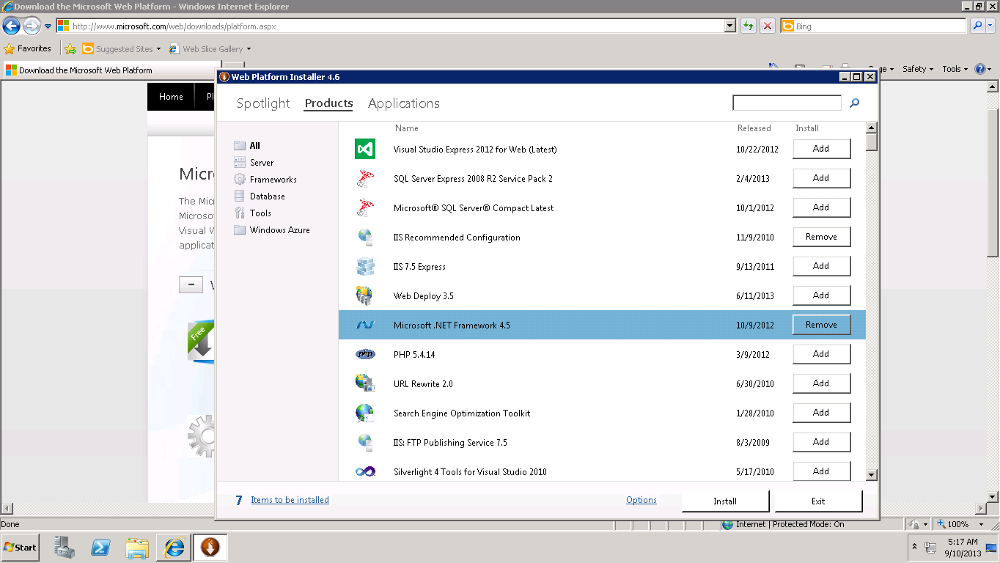 Download the Microsoft Web Platform - Windows Internet Explorer
http://www.microsoft.com/web/downloads/platform.aspx
Bing
Favorites
Suggested Sites
Web Slice Gallery
Download the Microsoft Web Platform
Safety
Tools
Home
Web Platform Installer 4.6
Spotlight
Products
Applications
Name
Released
Install
All
Server
Frameworks
Database
Tools
Windows Azure
Visual Studio Express 2012 for Web (Latest) 10/22/2012 Add
SQL Server Express 2008 R2 Service Pack 2 2/4/2013 Add
Microsoft® SQL Server® Compact Latest 10/1/2012 Add
IIS Recommended Configuration 11/9/2010 Remove
IIS 7.5 Express 9/13/2011 Add
Web Deploy 3.5 6/11/2013 Add
Microsoft .NET Framework 4.5 10/9/2012 Remove
php PHP 5.4.14 3/9/2012 Add
URL Rewrite 2.0 6/30/2010 Add
Search Engine Optimization Toolkit 1/28/2010 Add
IIS: FTP Publishing Service 7.5 8/3/2009 Add
Silverlight 4 Tools for Visual Studio 2010 5/17/2010 Add
Micr
The Mic
Microso
Visual W
applicat
Free
7 Items to be installed
Options
Install
Exit
Done
Internet | Protected Mode: On
100%
Start
5:17 AM
9/10/2013